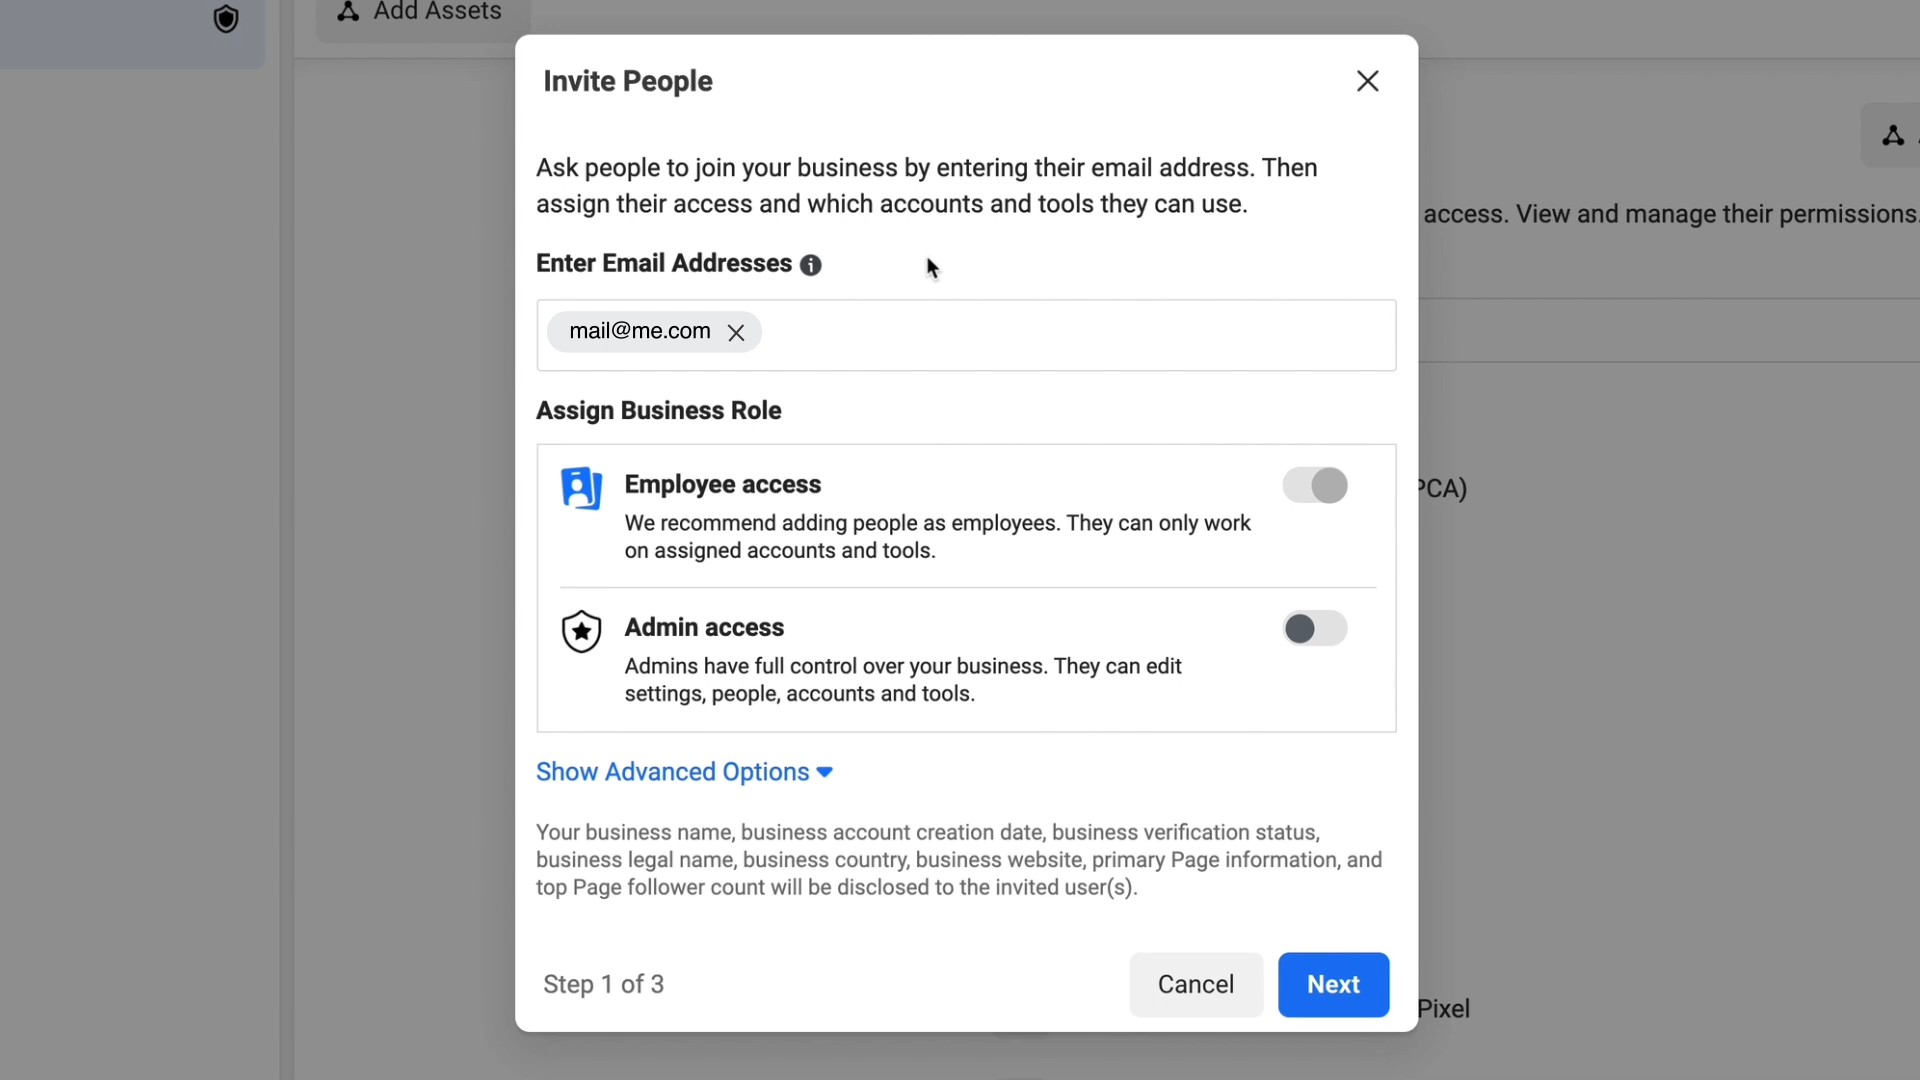 Add Assets
Invite People
Ask people to join your business by entering their email address. Then
assign their access and which accounts and tools they can use.
access. View and manage their permissions.
Enter Email Addresses
mail@me.com
Assign Business Role
Employee access
We recommend adding people as employees. They can only work
on assigned accounts and tools.
PCA)
Admin access
Admins have full control over your business. They can edit
settings, people, accounts and tools.
Show Advanced Options
Your business name, business account creation date, business verification status,
business legal name, business country, business website, primary Page information, and
top Page follower count will be disclosed to the invited user(s).
Step 1 of 3
Cancel
Next
Pixel